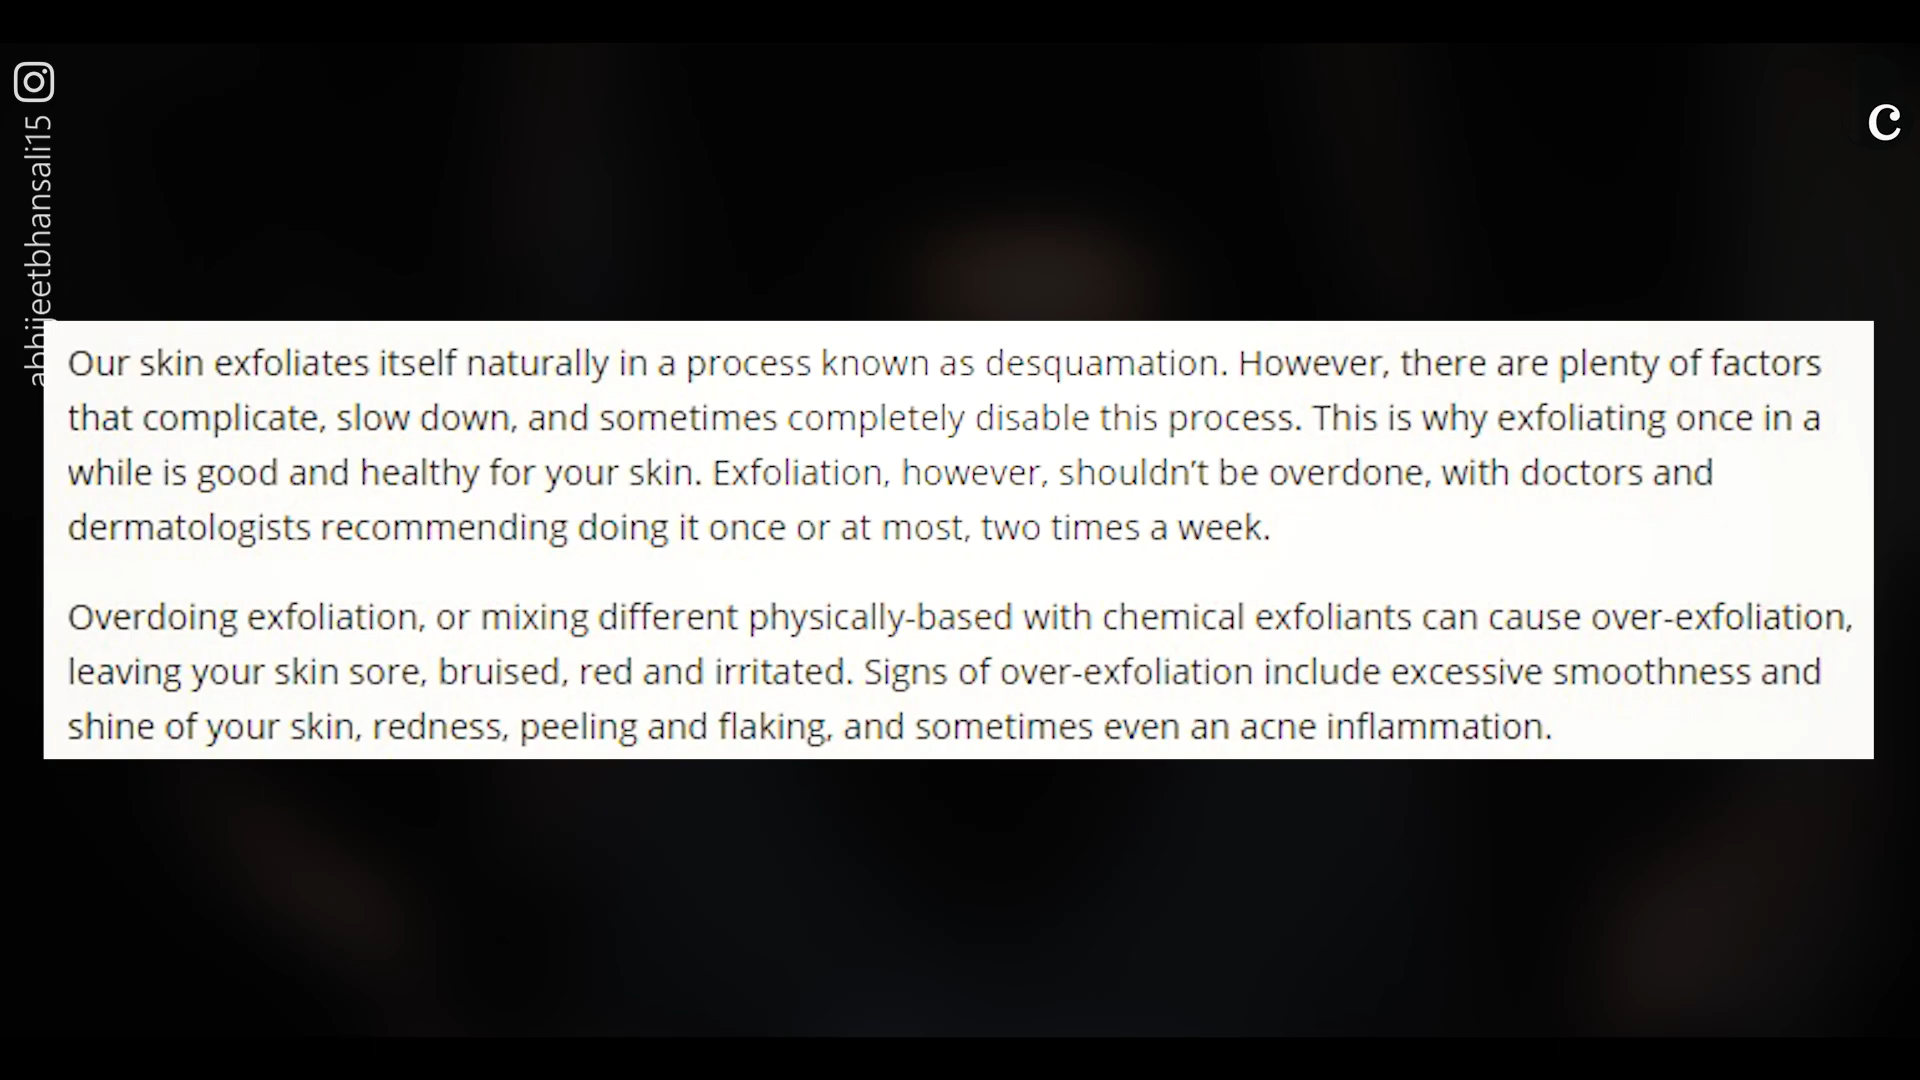 abhijeetbhansali15
C
Our skin exfoliates itself naturally in a process known as desquamation. However, there are plenty of factors
that complicate, slow down, and sometimes completely disable this process. This is why exfoliating once in a
while is good and healthy for your skin. Exfoliation, however, shouldn’t be overdone, with doctors and
dermatologists recommending doing it once or at most, two times a week.
Overdoing exfoliation, or mixing different physically-based with chemical exfoliants can cause over-exfoliation,
leaving your skin sore, bruised, red and irritated. Signs of over-exfoliation include excessive smoothness and
shine of your skin, redness, peeling and flaking, and sometimes even an acne inflammation.